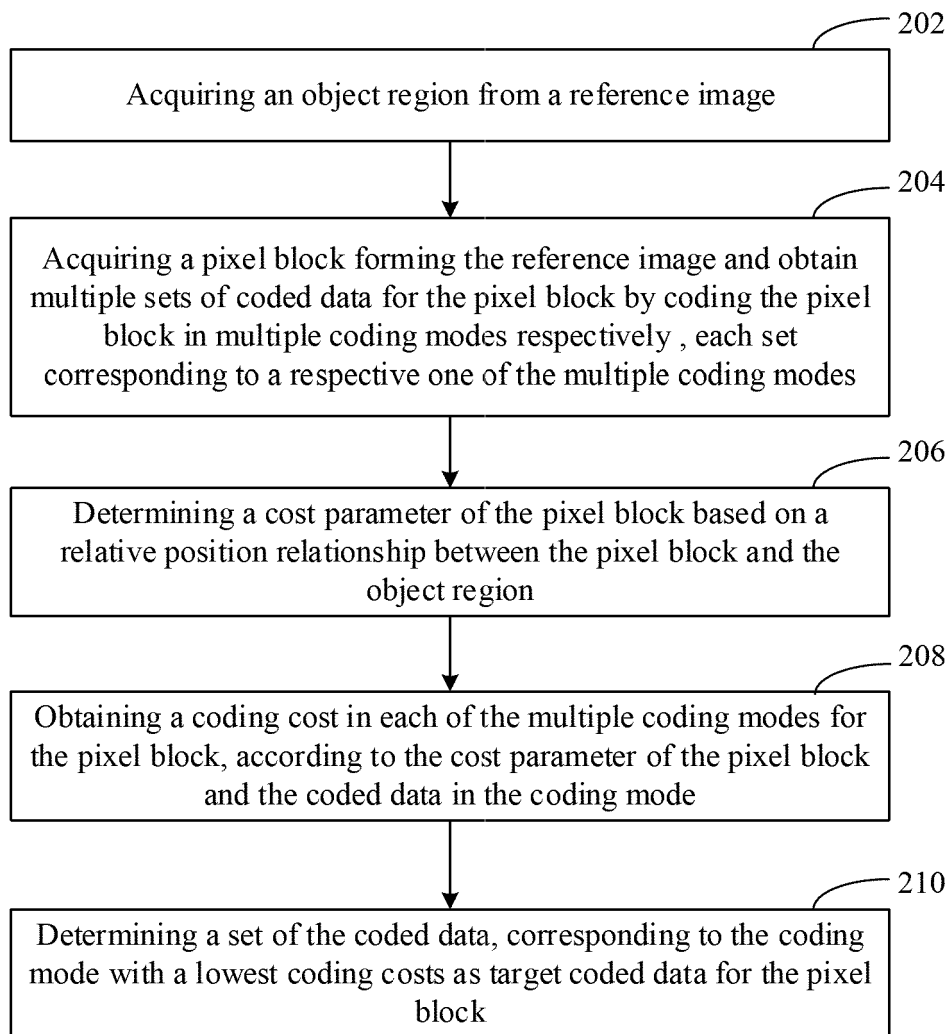 202
Acquiring an object region from a reference image
204
Acquiring a pixel block forming the reference image and obtain
multiple sets of coded data for the pixel block by coding the pixel
block in multiple coding modes respectively , each set
corresponding to a respective one of the multiple coding modes
206
Determining a cost parameter of the pixel block based on a
relative position relationship between the pixel block and the
object region
208
Obtaining a coding cost in each of the multiple coding modes for
the pixel block, according to the cost parameter of the pixel block
and the coded data in the coding mode
210
Determining a set of the coded data, corresponding to the coding
mode with a lowest coding costs as target coded data for the pixel
block